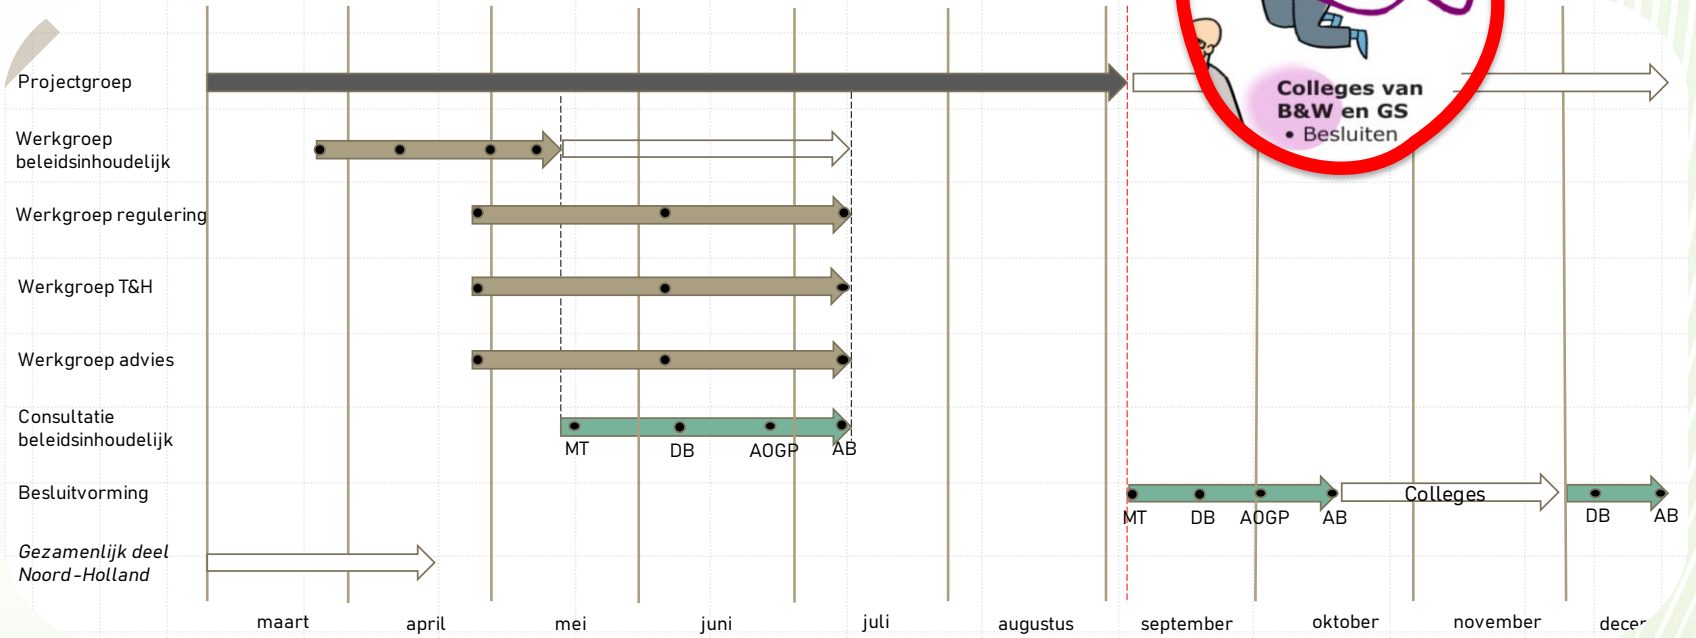 Projectgroep
Colleges van
B&W en GS
• Besluiten
Werkgroep
beleidsinhoudelijk
Werkgroep regulering
Werkgroep T&H
Werkgroep advies
Consultatie
beleidsinhoudelijk
MT DB AOGP AB
Besluitvorming
Colleges
MT DB AOGP AB DB AB
Gezamenlijk deel
Noord-Holland
maart april mei juni juli augustus september oktober november decer